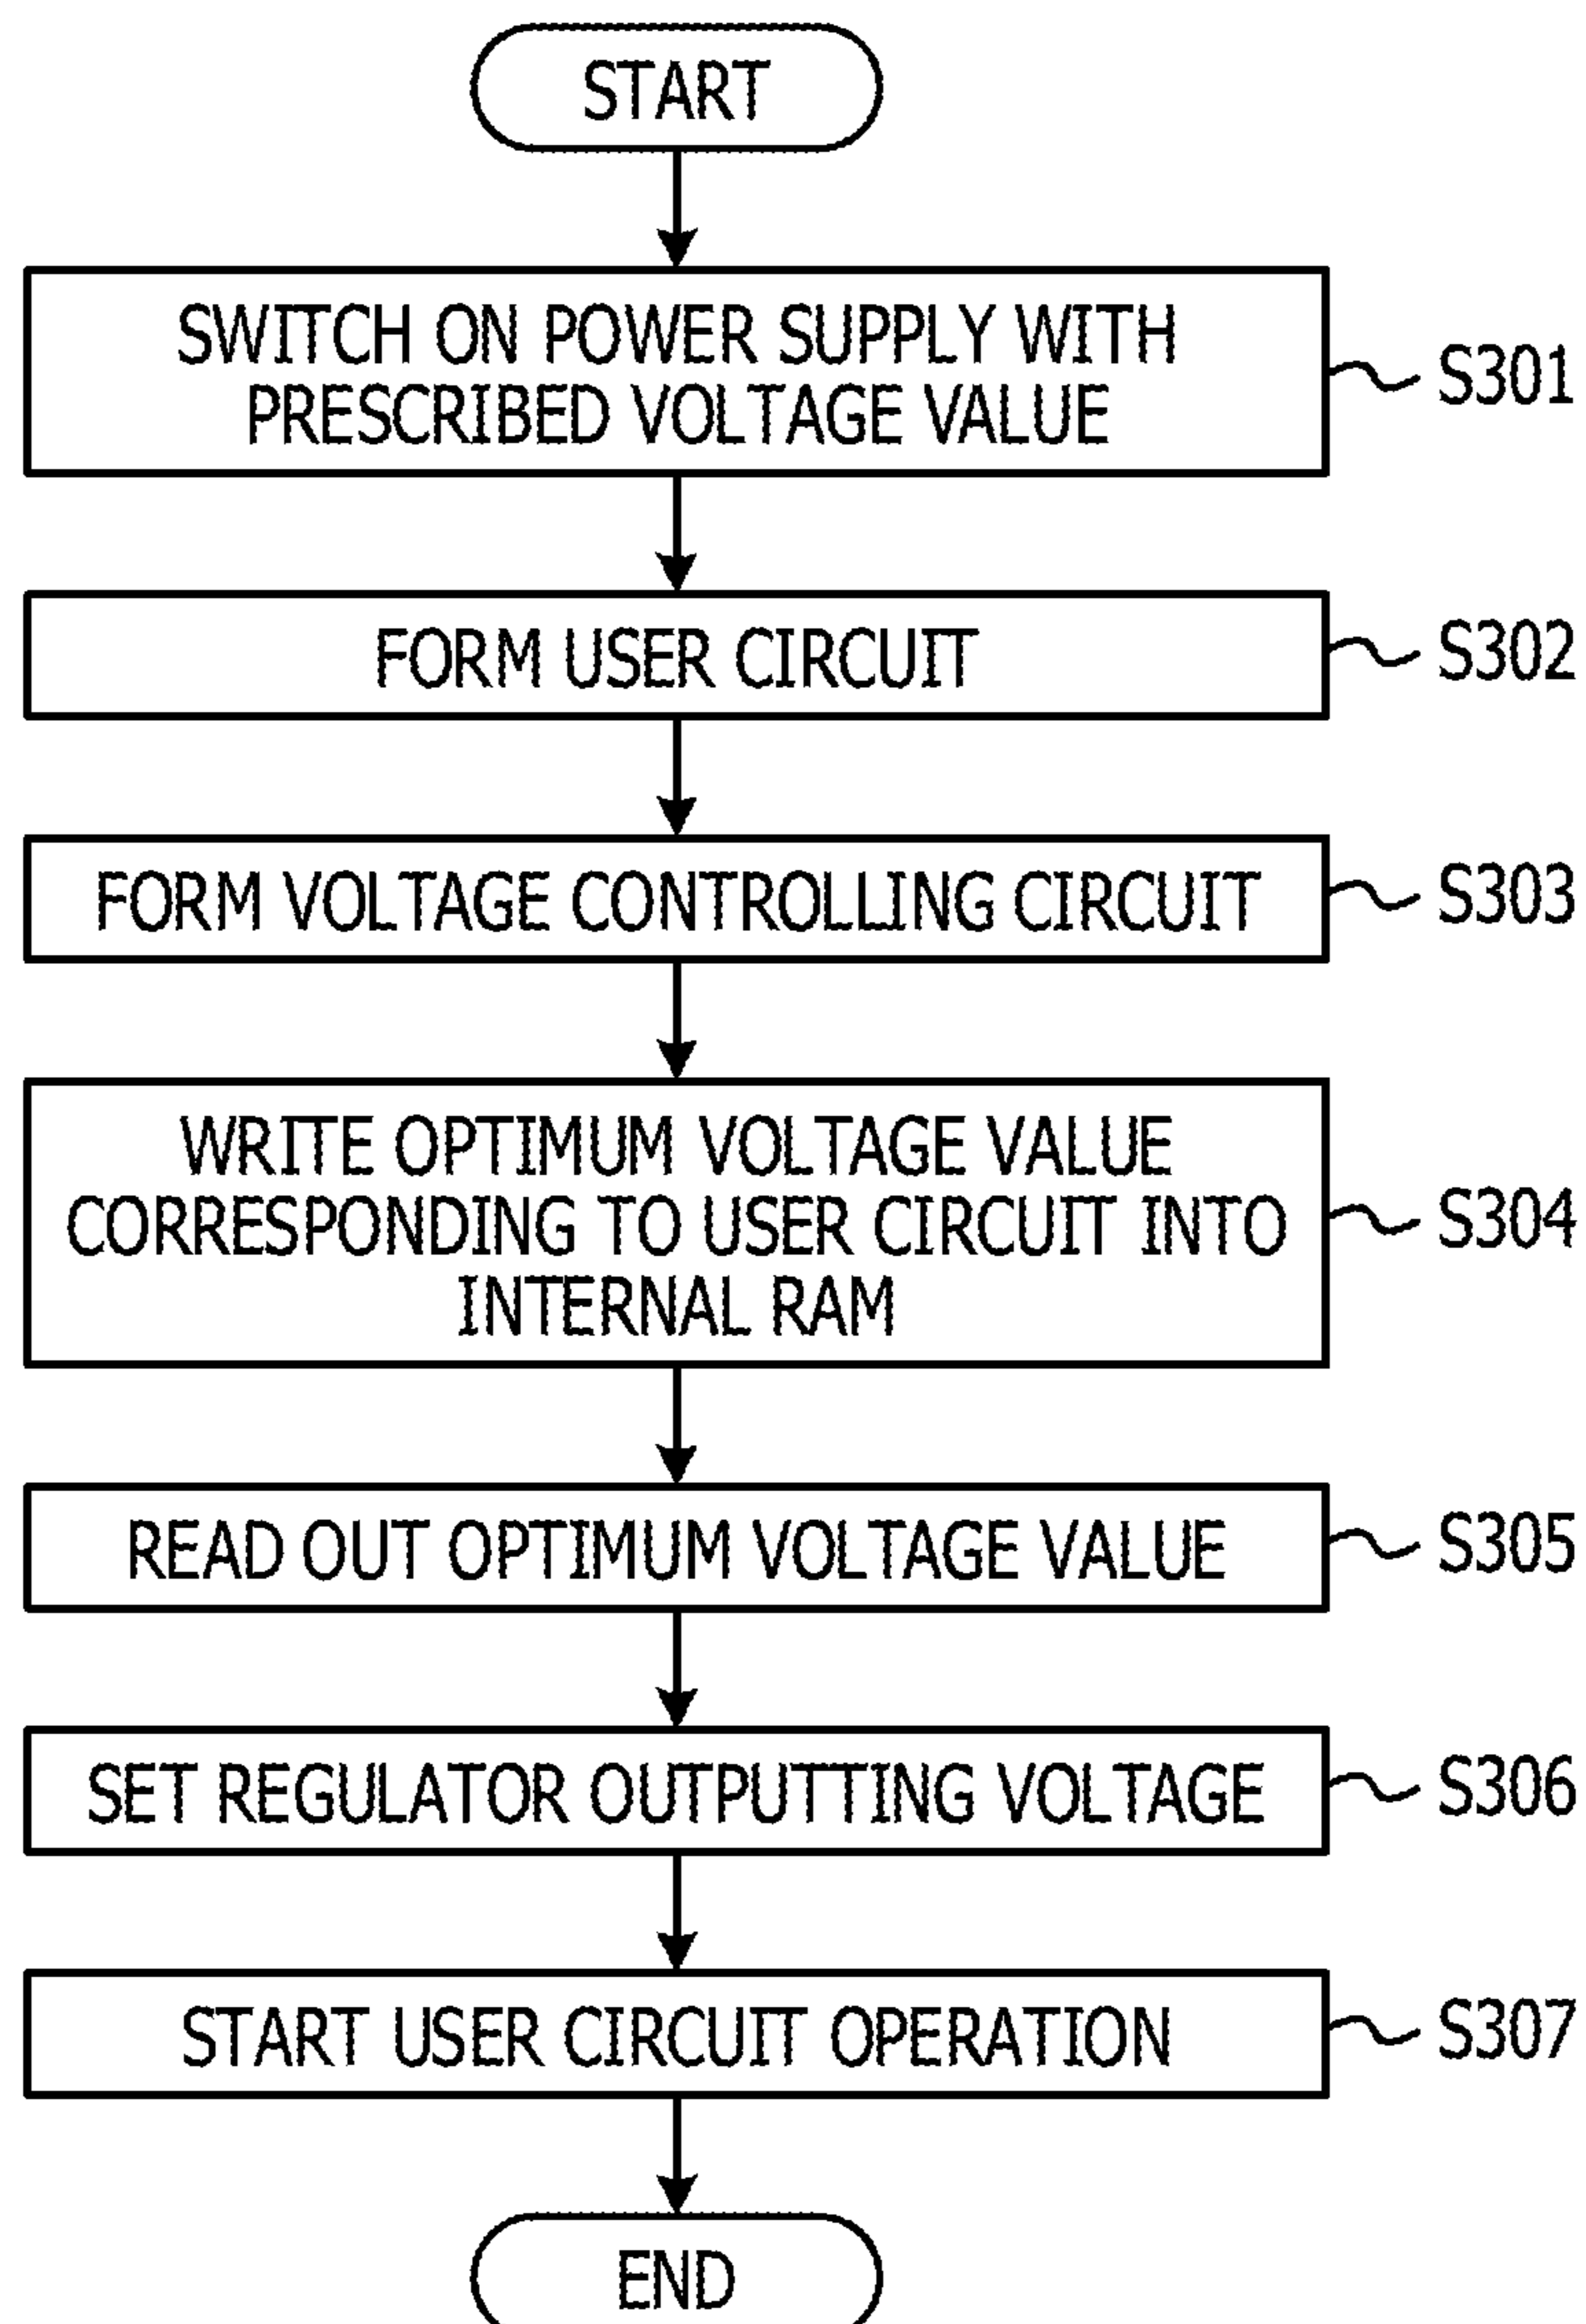 START
SWITCH ON POWER SUPPLY WITH
PRESCRIBED VOLTAGE VALUE
S301
FORM USER CIRCUIT
S302
FORM VOLTAGE CONTROLLING CIRCUIT
S303
WRITE OPTIMUM VOLTAGE VALUE
CORRESPONDING TO USER CIRCUIT INTO
INTERNAL RAM
S304
READ OUT OPTIMUM VOLTAGE VALUE
S305
SET REGULATOR OUTPUTTING VOLTAGE
S306
START USER CIRCUIT OPERATION
S307
END